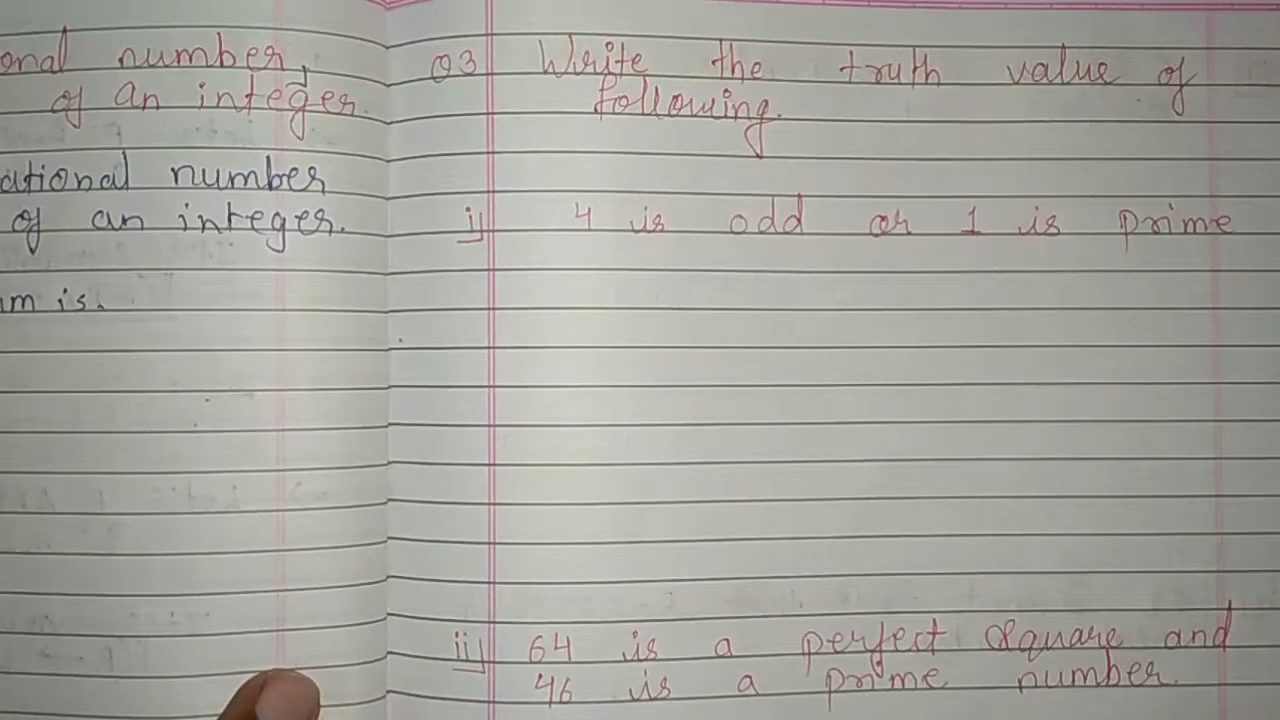 onal number,
of an integer.
ational number
of an integer.
m is.
Q3 Write the truth value of
following.
i) 4 is odd or 1 is prime
ii) 64 is a perfect square and
46 is a prime number.